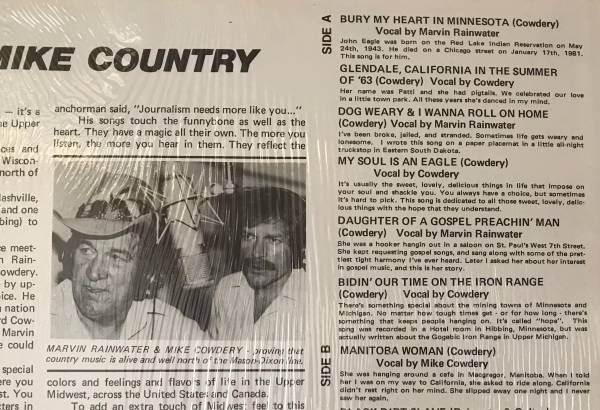 MIKE COUNTRY
— it's a
Upper
and
Wiscon-
north of
Nashville,
and one
bing) to
meet-
Rain-
owdery.
by up-
ice. He
nation
rd Cow-
Marvin
could
special
ere you
st. You
cters in
anchorman said, "Journalism needs more like you..."
His songs touch the funnybone as well as the
heart. They have a magic all their own. The more you
listen, the more you hear in them. They reflect the
MARVIN RAINWATER & MIKE COWDERY - proving that
country music is alive and well north of the Mason-Dixon line.
colors and feelings and flavors of life in the Upper
Midwest, across the United States and Canada.
To add an extra touch of Midwest feel to this
SIDE A
BURY MY HEART IN MINNESOTA (Cowdery)
Vocal by Marvin Rainwater
John Eagle was born on the Red Lake Indian Reservation on May
24th, 1943. He died on a Chicago street on January 17th, 1981.
This song is for him.
GLENDALE, CALIFORNIA IN THE SUMMER
OF '63 (Cowdery) Vocal by Cowdery
Her name was Patti and she had pigtails. We celebrated our love
in a little town park. All these years she's danced in my mind.
DOG WEARY & I WANNA ROLL ON HOME
(Cowdery) Vocal by Marvin Rainwater
I've been broke, jailed, and stranded. Sometimes life gets weary and
lonesome. I wrote this song on a paper placemat in a little all-night
truckstop in Eastern South Dakota.
MY SOUL IS AN EAGLE (Cowdery)
Vocal by Cowdery
It's usually the sweet, lovely, delicious things in life that impose on
your soul and shackle you. You always have a choice, but sometimes
it's hard to pick. This song is dedicated to all those sweet, lovely, delic-
ious things with the hope that they understand.
DAUGHTER OF A GOSPEL PREACHIN' MAN
(Cowdery) Vocal by Marvin Rainwater
She was a hooker hangin out in a saloon on St. Paul's West 7th Street.
She kept requesting gospel songs, and sang along with some of the pret-
tiest tight harmony I've ever heard. Later I asked her about her interest
in gospel music, and this is her story.
BIDIN' OUR TIME ON THE IRON RANGE
(Cowdery) Vocal by Cowdery
There's something special about the mining towns of Minnesota and
Michigan. No matter how tough times get - or for how long - there's
something that keeps people hanging on. It's called "hope". This
song was recorded in a Hotel room in Hibbing, Minnesota, but was
actually written about the Gogebic Iron Range in Upper Michigan.
SIDE B
MANITOBA WOMAN (Cowdery)
Vocal by Mike Cowdery
She was hanging around a cafe in Macgregor, Manitoba. When I told
her I was on my way to California, she asked to ride along. California
didn't rest right on her mind. She slipped away one night and I never
saw her again.